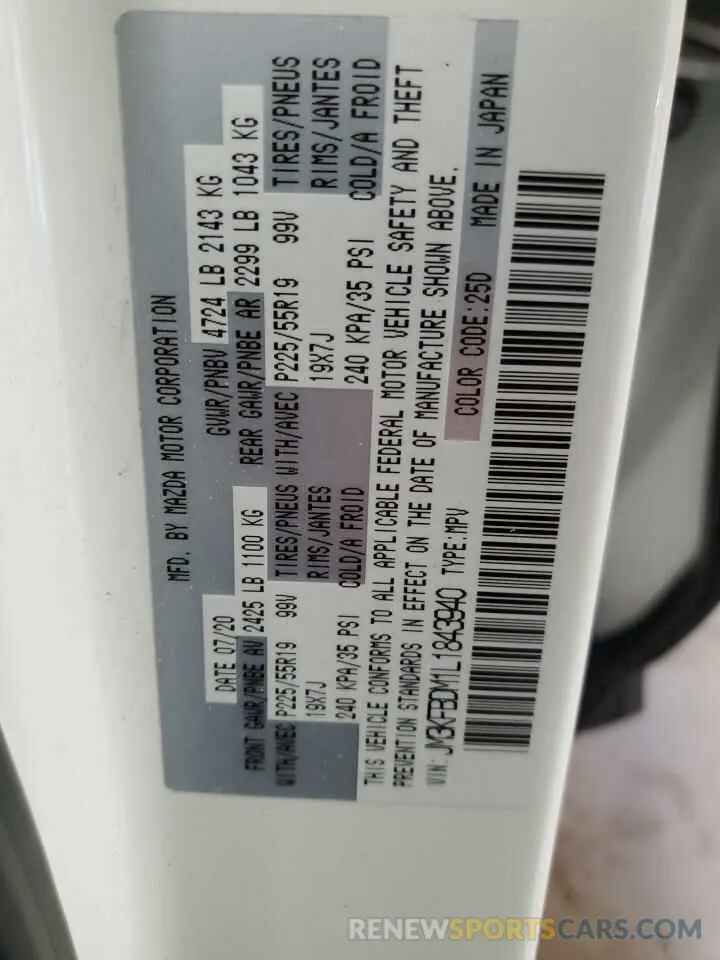 MFD. BY MAZDA MOTOR CORPORATION
DATE 07/20
GVWR/PNBV 4724 LB 2143 KG
FRONT GAWR/PNBE AV 2425 LB 1100 KG
REAR GAWR/PNBE AR 2299 LB 1043 KG
WITH/AVEC P225/55R19 99V TIRES/PNEUS WITH/AVEC P225/55R19 99V TIRES/PNEUS
19X7J RIMS/JANTES 19X7J RIMS/JANTES
240 KPA/35 PSI COLD/A FROID 240 KPA/35 PSI COLD/A FROID
THIS VEHICLE CONFORMS TO ALL APPLICABLE FEDERAL MOTOR VEHICLE SAFETY AND THEFT
PREVENTION STANDARDS IN EFFECT ON THE DATE OF MANUFACTURE SHOWN ABOVE.
VIN: JM3KFBDM1L1843940 TYPE:MPV COLOR CODE:25D MADE IN JAPAN
RENEWSPORTSCARS.COM